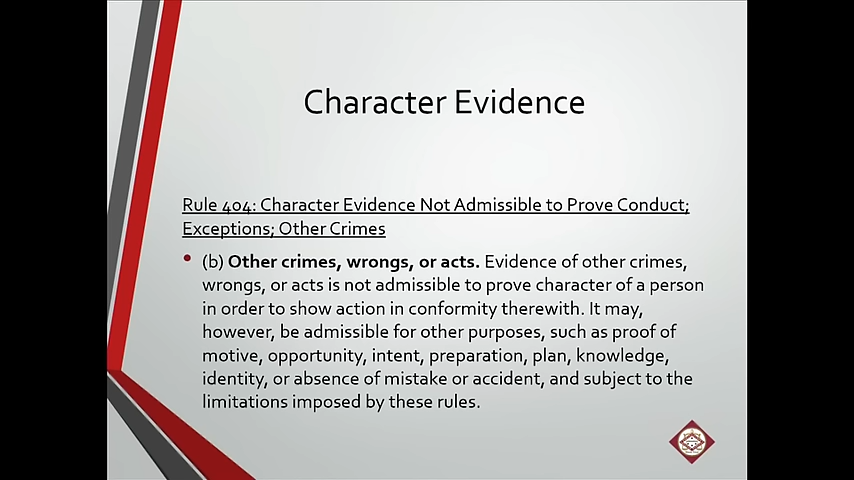 Character Evidence
Rule 404: Character Evidence Not Admissible to Prove Conduct;
Exceptions; Other Crimes
• (b) Other crimes, wrongs, or acts. Evidence of other crimes,
wrongs, or acts is not admissible to prove character of a person
in order to show action in conformity therewith. It may,
however, be admissible for other purposes, such as proof of
motive, opportunity, intent, preparation, plan, knowledge,
identity, or absence of mistake or accident, and subject to the
limitations imposed by these rules.